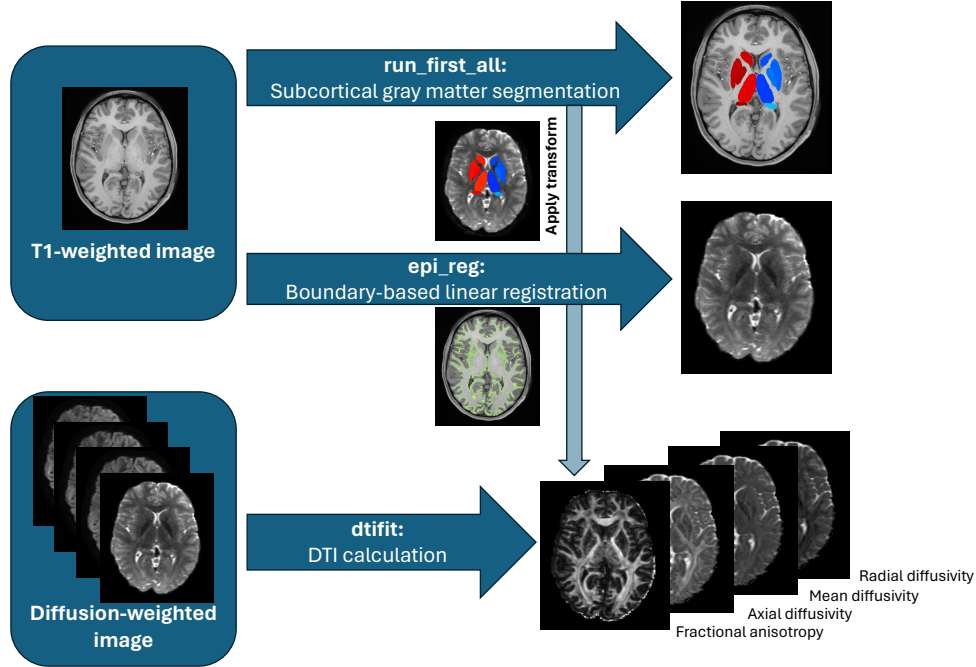 run_first_all:
Subcortical gray matter segmentation
Apply transform
T1-weighted image
epi_reg:
Boundary-based linear registration
dtifit:
DTI calculation
Diffusion-weighted
image
Radial diffusivity
Mean diffusivity
Axial diffusivity
Fractional anisotropy